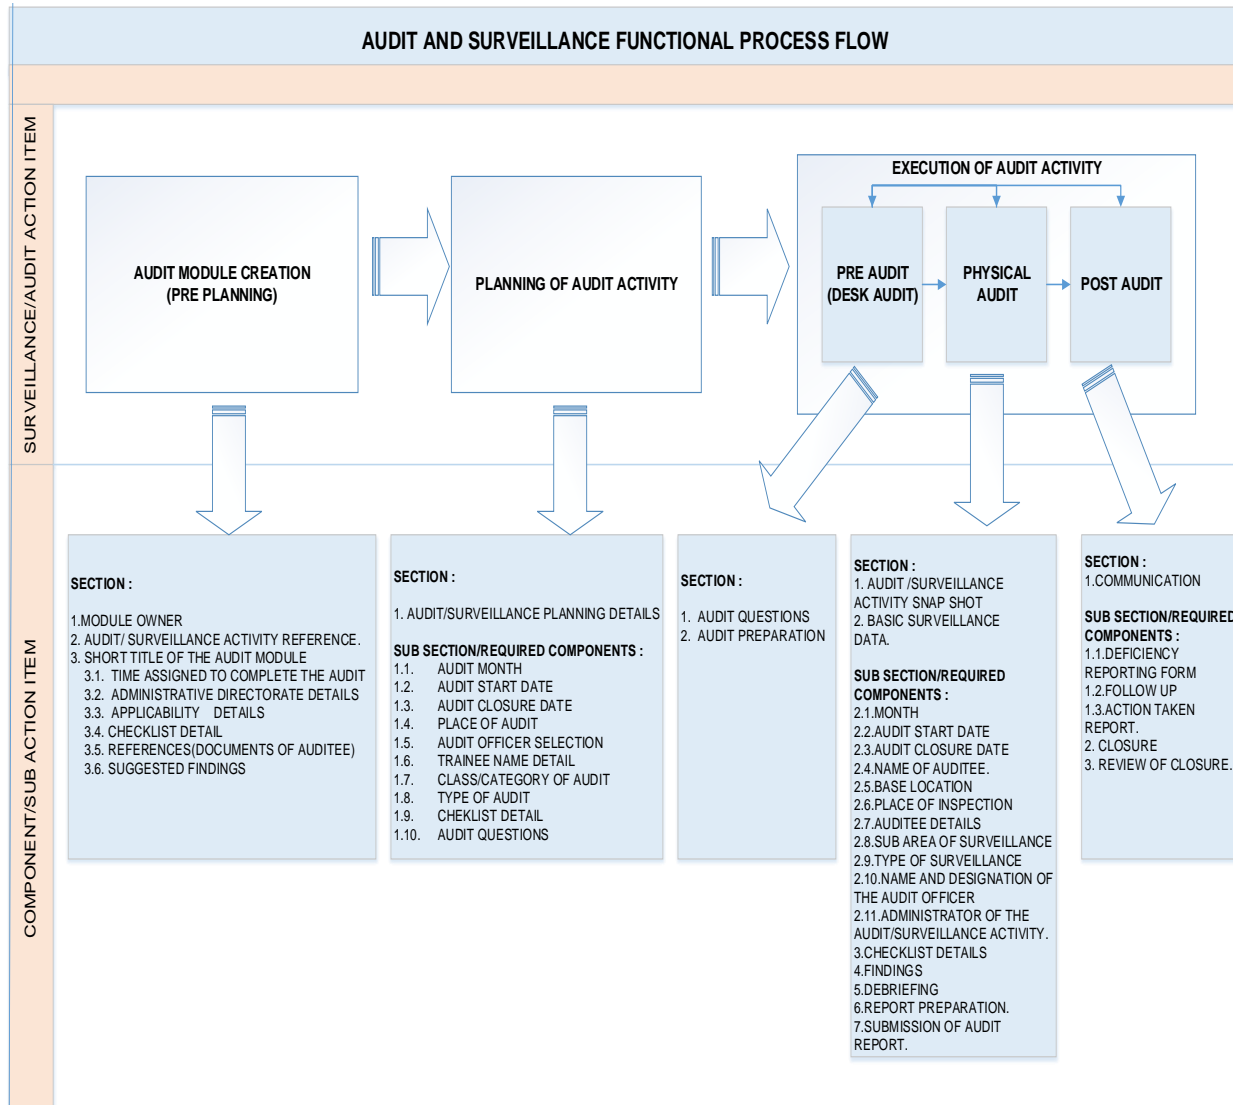 AUDIT AND SURVEILLANCE FUNCTIONAL PROCESS FLOW
SURVEILLANCE/AUDIT ACTION ITEM
AUDIT MODULE CREATION
(PRE PLANNING)
PLANNING OF AUDIT ACTIVITY
EXECUTION OF AUDIT ACTIVITY
PRE AUDIT
(DESK AUDIT)
PHYSICAL
AUDIT
POST AUDIT
COMPONENT/SUB ACTION ITEM
SECTION :
1.MODULE OWNER
2. AUDIT/ SURVEILLANCE ACTIVITY REFERENCE.
3. SHORT TITLE OF THE AUDIT MODULE
3.1. TIME ASSIGNED TO COMPLETE THE AUDIT
3.2. ADMINISTRATIVE DIRECTORATE DETAILS
3.3. APPLICABILITY DETAILS
3.4. CHECKLIST DETAIL
3.5. REFERENCES(DOCUMENTS OF AUDITEE)
3.6. SUGGESTED FINDINGS
SECTION :
1. AUDIT/SURVEILLANCE PLANNING DETAILS
SUB SECTION/REQUIRED COMPONENTS :
1.1. AUDIT MONTH
1.2. AUDIT START DATE
1.3. AUDIT CLOSURE DATE
1.4. PLACE OF AUDIT
1.5. AUDIT OFFICER SELECTION
1.6. TRAINEE NAME DETAIL
1.7. CLASS/CATEGORY OF AUDIT
1.8. TYPE OF AUDIT
1.9. CHEKLIST DETAIL
1.10. AUDIT QUESTIONS
SECTION :
1. AUDIT QUESTIONS
2. AUDIT PREPARATION
SECTION :
1. AUDIT /SURVEILLANCE
ACTIVITY SNAP SHOT
2. BASIC SURVEILLANCE
DATA.
SUB SECTION/REQUIRED
COMPONENTS :
2.1.MONTH
2.2.AUDIT START DATE
2.3.AUDIT CLOSURE DATE
2.4.NAME OF AUDITEE.
2.5.BASE LOCATION
2.6.PLACE OF INSPECTION
2.7.AUDITEE DETAILS
2.8.SUB AREA OF SURVEILLANCE
2.9.TYPE OF SURVEILLANCE
2.10.NAME AND DESIGNATION OF
THE AUDIT OFFICER
2.11.ADMINISTRATOR OF THE
AUDIT/SURVEILLANCE ACTIVITY.
3.CHECKLIST DETAILS
4.FINDINGS
5.DEBRIEFING
6.REPORT PREPARATION.
7.SUBMISSION OF AUDIT
REPORT.
SECTION :
1.COMMUNICATION
SUB SECTION/REQUIRED
COMPONENTS :
1.1.DEFICIENCY
REPORTING FORM
1.2.FOLLOW UP
1.3.ACTION TAKEN
REPORT.
2. CLOSURE
3. REVIEW OF CLOSURE.